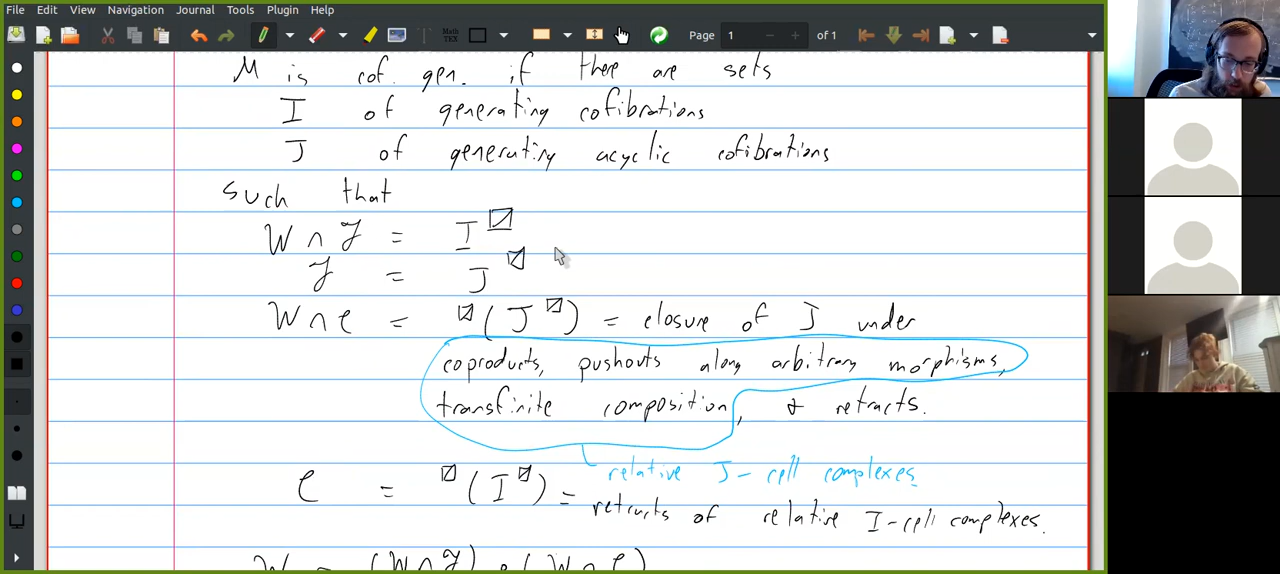 File Edit View Navigation Journal Tools Plugin Help
Math TEX Page 1 of 1
M is cof. gen. if there are sets
I of generating cofibrations
J of generating acyclic cofibrations
such that
W ∩ F = I^⧄
F = J^⧄
W ∩ C = ⧄(J^⧄) = closure of J under
coproducts, pushouts along arbitrary morphisms,
transfinite composition, & retracts.
relative J-cell complexes
C = ⧄(I^⧄) = retracts of relative I-cell complexes.
W = (W ∩ F) ∘ (W ∩ C)